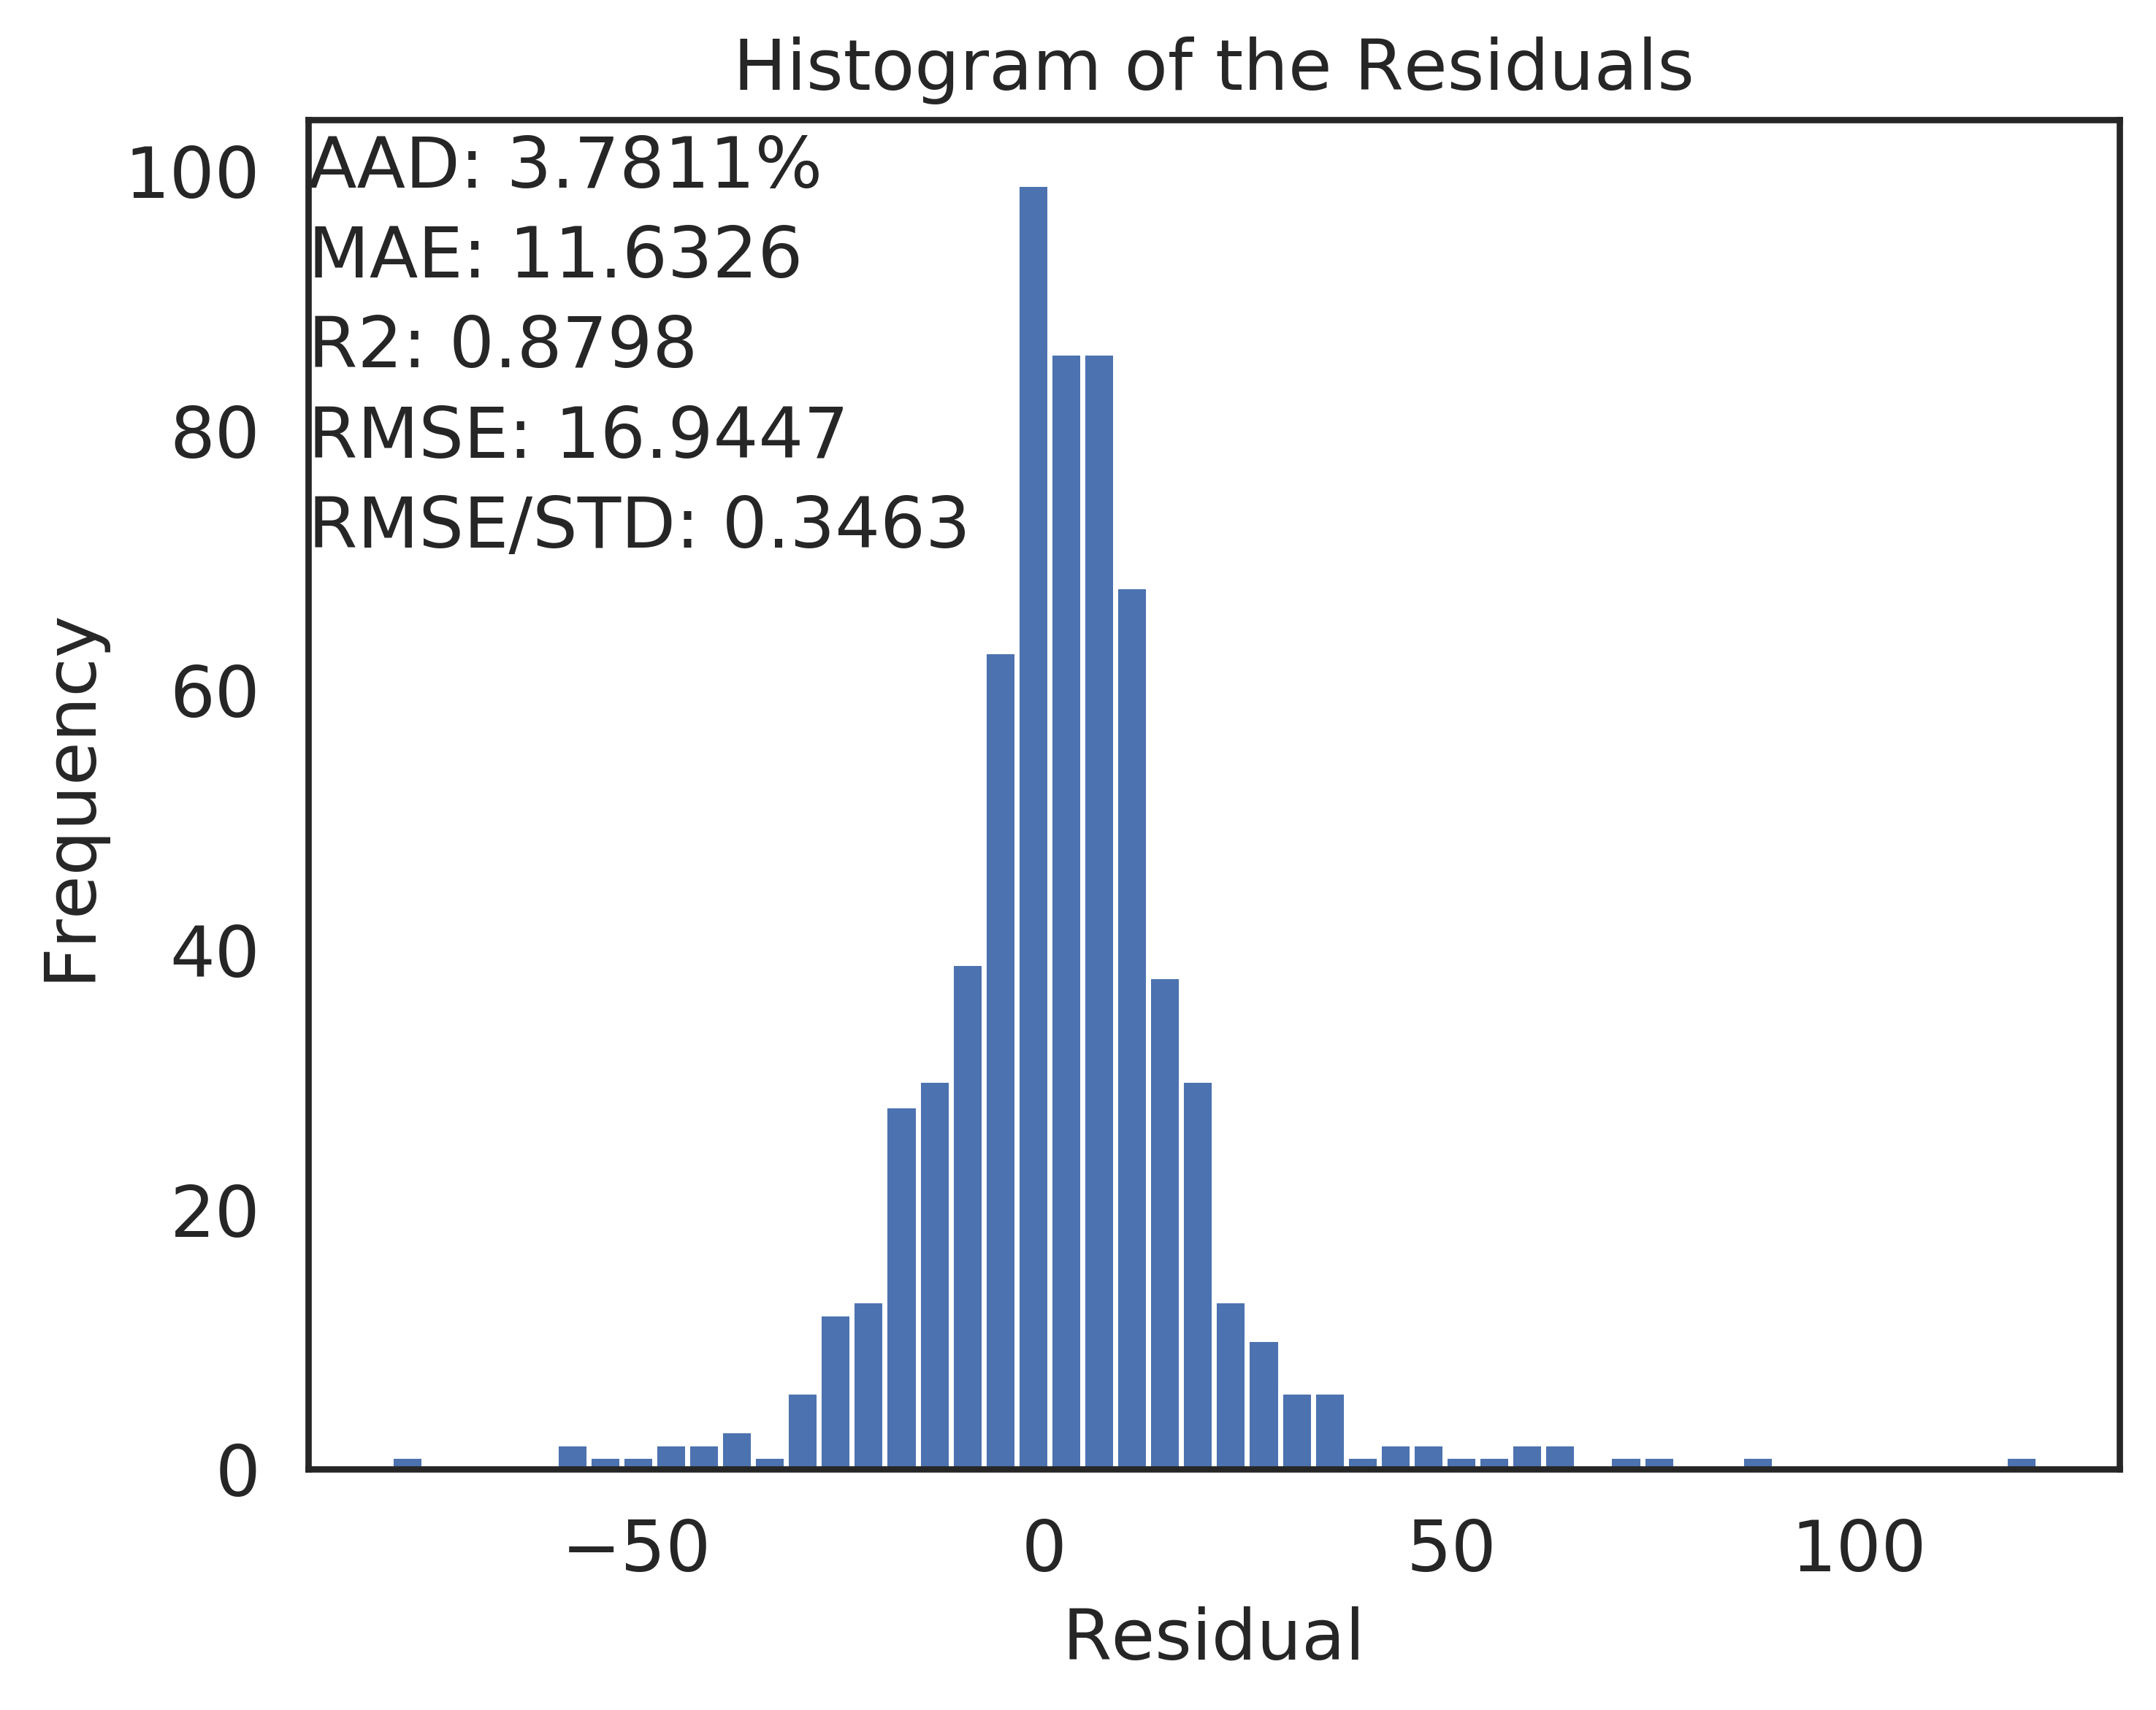 Histogram of the Residuals
AAD: 3.7811%
MAE: 11.6326
R2: 0.8798
RMSE: 16.9447
RMSE/STD: 0.3463
100
80
60
40
20
0
Frequency
−50
0
50
100
Residual